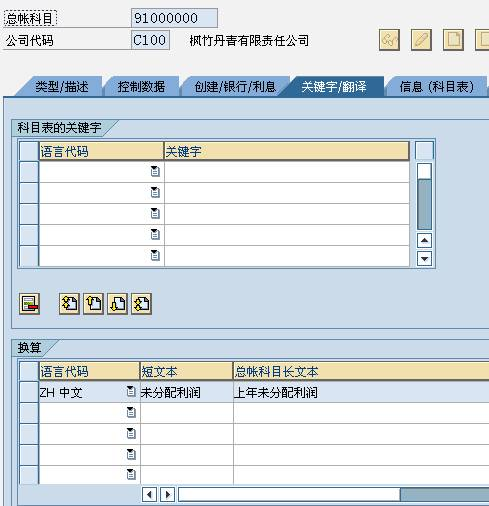 总帐科目 91000000
公司代码 C100 枫竹丹青有限责任公司
类型/描述 控制数据 创建/银行/利息 关键字/翻译 信息 (科目表)
科目表的关键字
语言代码 关键字
换算
语言代码 短文本 总帐科目长文本
ZH 中文 未分配利润 上年未分配利润